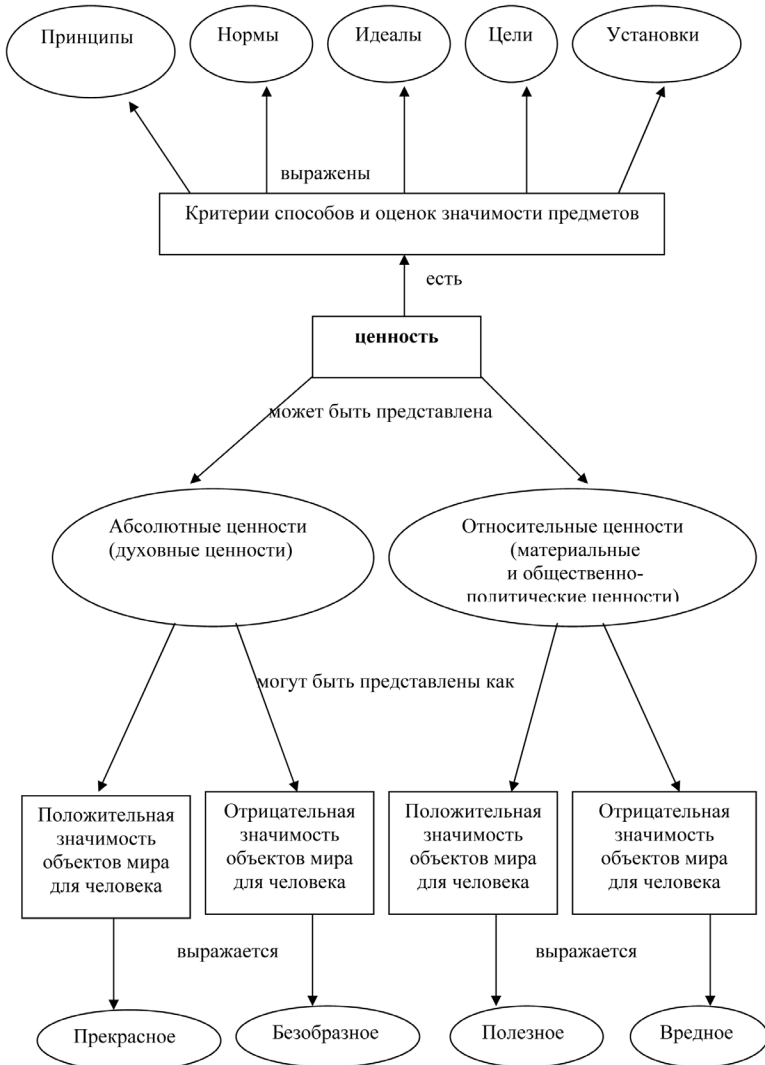 Принципы
Нормы
Идеалы
Цели
Установки
выражены
Критерии способов и оценок значимости предметов
есть
ценность
может быть представлена
Абсолютные ценности
(духовные ценности)
Относительные ценности
(материальные
и общественно-
политические ценности)
могут быть представлены как
Положительная
значимость
объектов мира
для человека
Отрицательная
значимость
объектов мира
для человека
Положительная
значимость
объектов мира
для человека
Отрицательная
значимость
объектов мира
для человека
выражается
выражается
Прекрасное
Безобразное
Полезное
Вредное